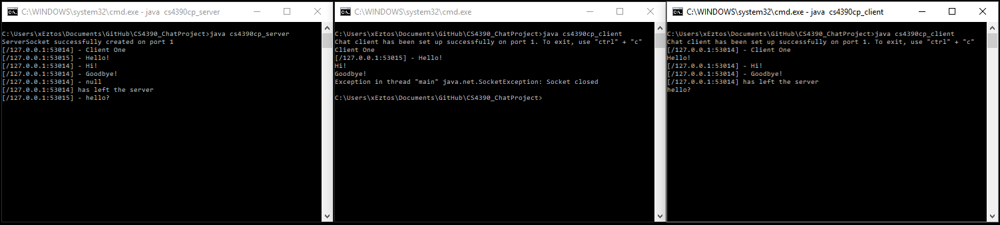 C:\WINDOWS\system32\cmd.exe - java  cs4390cp_server
C:\Users\xEztos\Documents\GitHub\CS4390_ChatProject>java cs4390cp_server
ServerSocket successfully created on port 1
[/127.0.0.1:53014] - Client One
[/127.0.0.1:53015] - Hello!
[/127.0.0.1:53014] - Hi!
[/127.0.0.1:53014] - Goodbye!
[/127.0.0.1:53014] - null
[/127.0.0.1:53014] has left the server
[/127.0.0.1:53015] - hello?
C:\WINDOWS\system32\cmd.exe
C:\Users\xEztos\Documents\GitHub\CS4390_ChatProject>java cs4390cp_client
Chat client has been set up successfully on port 1. To exit, use "ctrl" + "c"
Client One
[/127.0.0.1:53015] - Hello!
Hi!
Goodbye!
Exception in thread "main" java.net.SocketException: Socket closed
C:\Users\xEztos\Documents\GitHub\CS4390_ChatProject>
C:\WINDOWS\system32\cmd.exe - java  cs4390cp_client
C:\Users\xEztos\Documents\GitHub\CS4390_ChatProject>java cs4390cp_client
Chat client has been set up successfully on port 1. To exit, use "ctrl" + "c"
[/127.0.0.1:53014] - Client One
Hello!
[/127.0.0.1:53014] - Hi!
[/127.0.0.1:53014] - Goodbye!
[/127.0.0.1:53014] has left the server
hello?